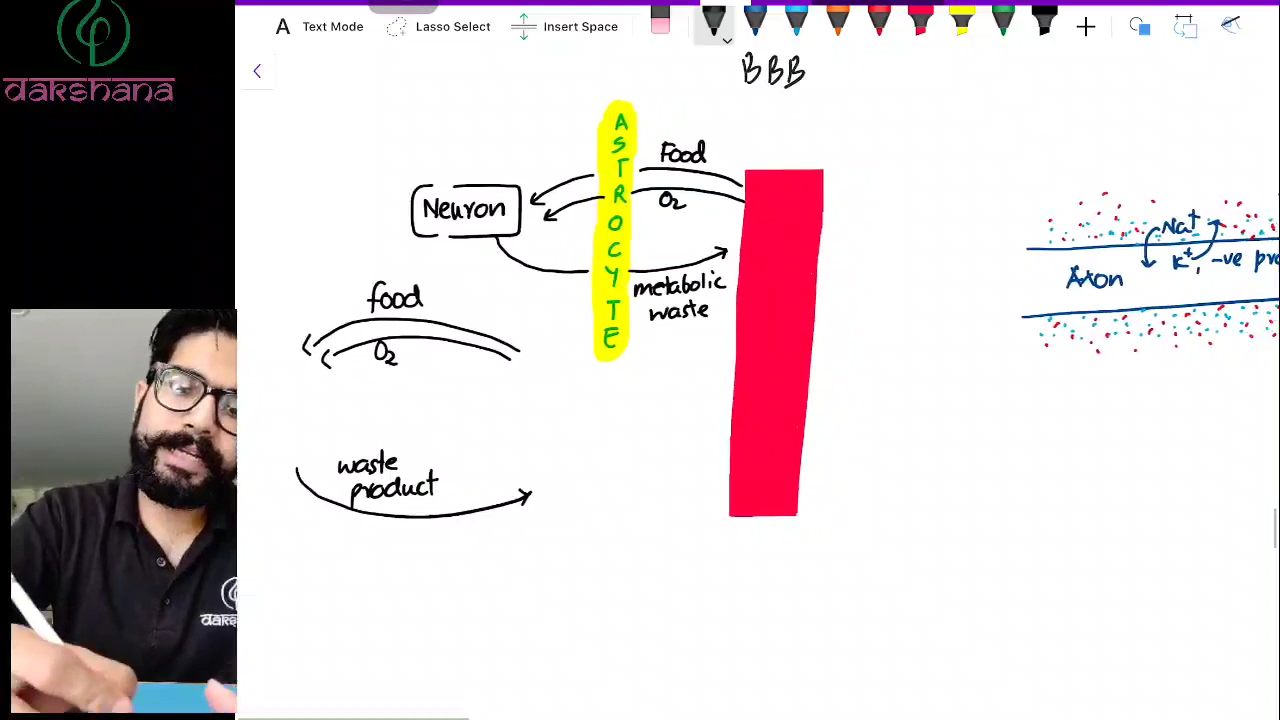 dakshana
A Text Mode Lasso Select Insert Space
BBB
ASTROCYTE
Food
O₂
Neuron
metabolic
waste
food
O₂
waste
product
Na⁺
K⁺, -ve pro
Axon